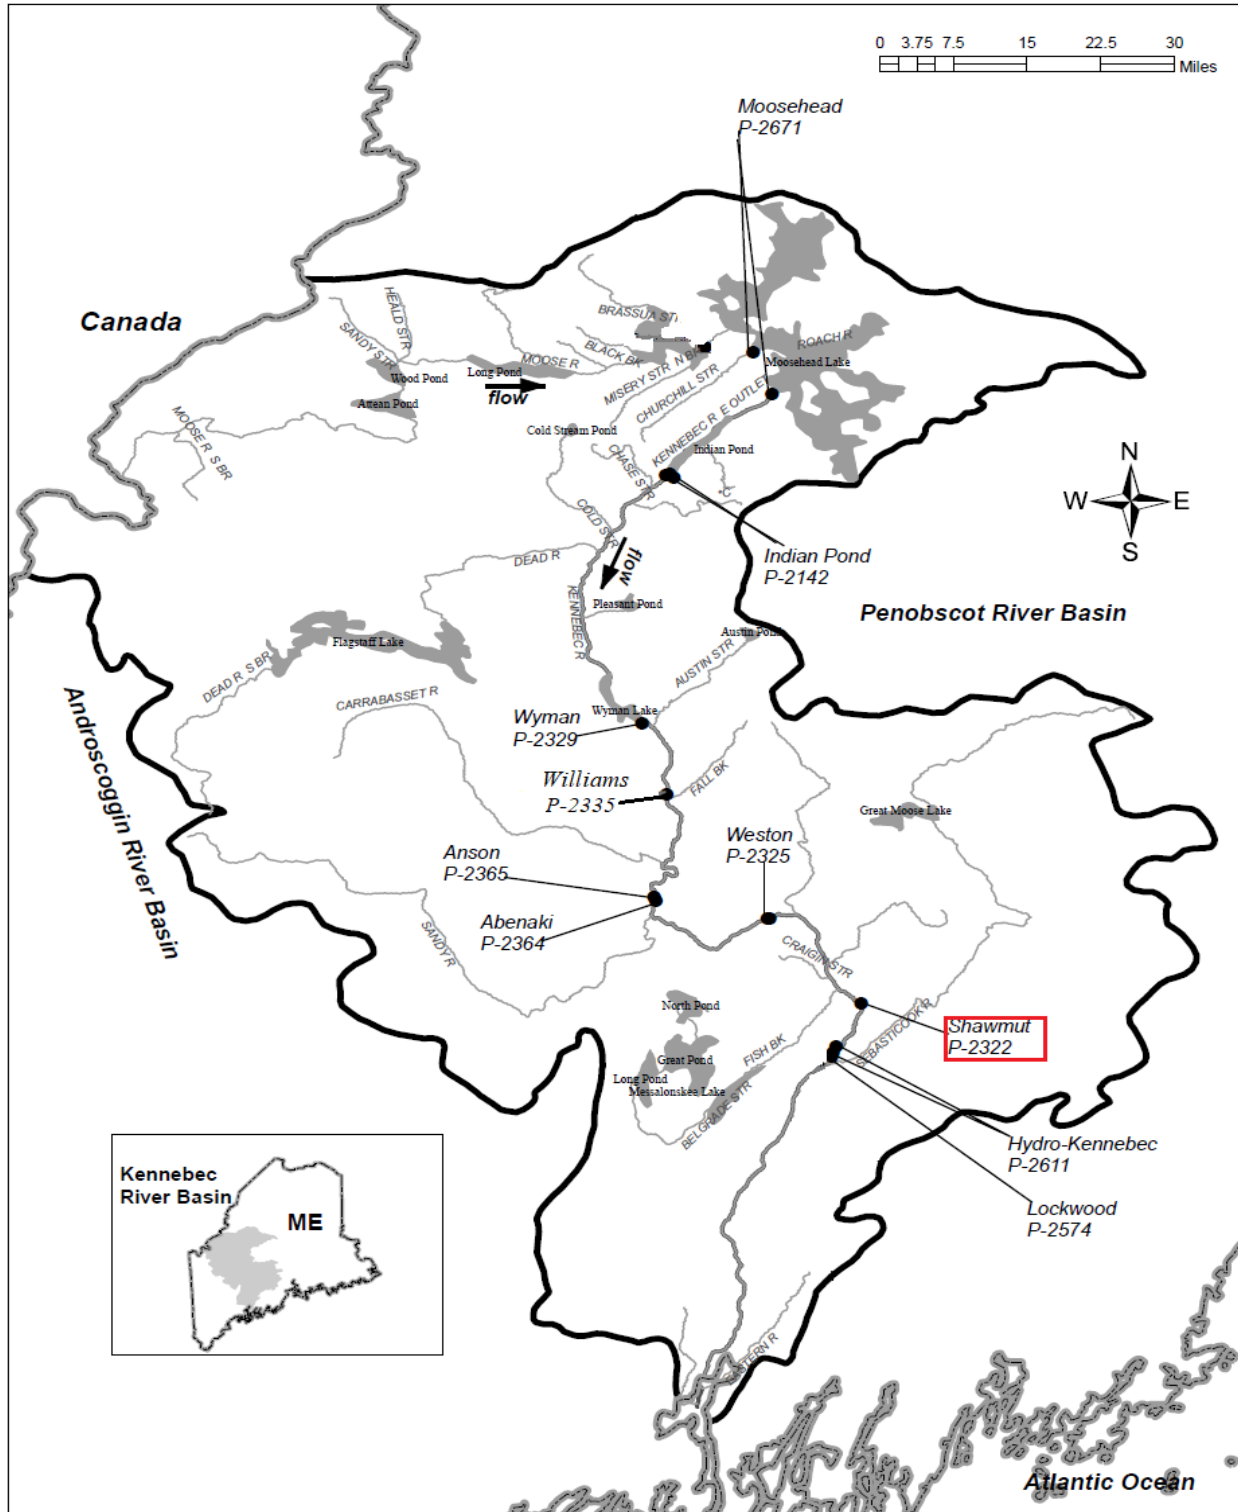 0 3.75 7.5 15 22.5 30
Miles
Moosehead
P-2671
Canada
HEALD STR
SANDY STR
BRASSUA ST
BLACK BK
MOOSE R
MISERY STR N BK
CHURCHILL STR
ROACH R
Moosehead Lake
Wood Pond
Long Pond
flow
Attean Pond
MOOSE R S BR
Cold Stream Pond
KENNEBEC R E OUTLET
Indian Pond
CHASE STR
COLD STR
N
W E
S
Indian Pond
P-2142
DEAD R
flow
KENNEBEC R
Pleasant Pond
Penobscot River Basin
Austin Pond
AUSTIN STR
Flagstaff Lake
DEAD R S BR
CARRABASSET R
Androscoggin River Basin
Wyman Lake
Wyman
P-2329
Williams
P-2335
FALL BK
Great Moose Lake
Weston
P-2325
Anson
P-2365
Abenaki
P-2364
SANDY R
CRAIGIN STR
North Pond
SEBASTICOOK R
Shawmut
P-2322
Great Pond
FISH BK
Long Pond
Messalonskee Lake
BELGRADE STR
Hydro-Kennebec
P-2611
Lockwood
P-2574
Kennebec
River Basin
ME
EASTERN R
Atlantic Ocean